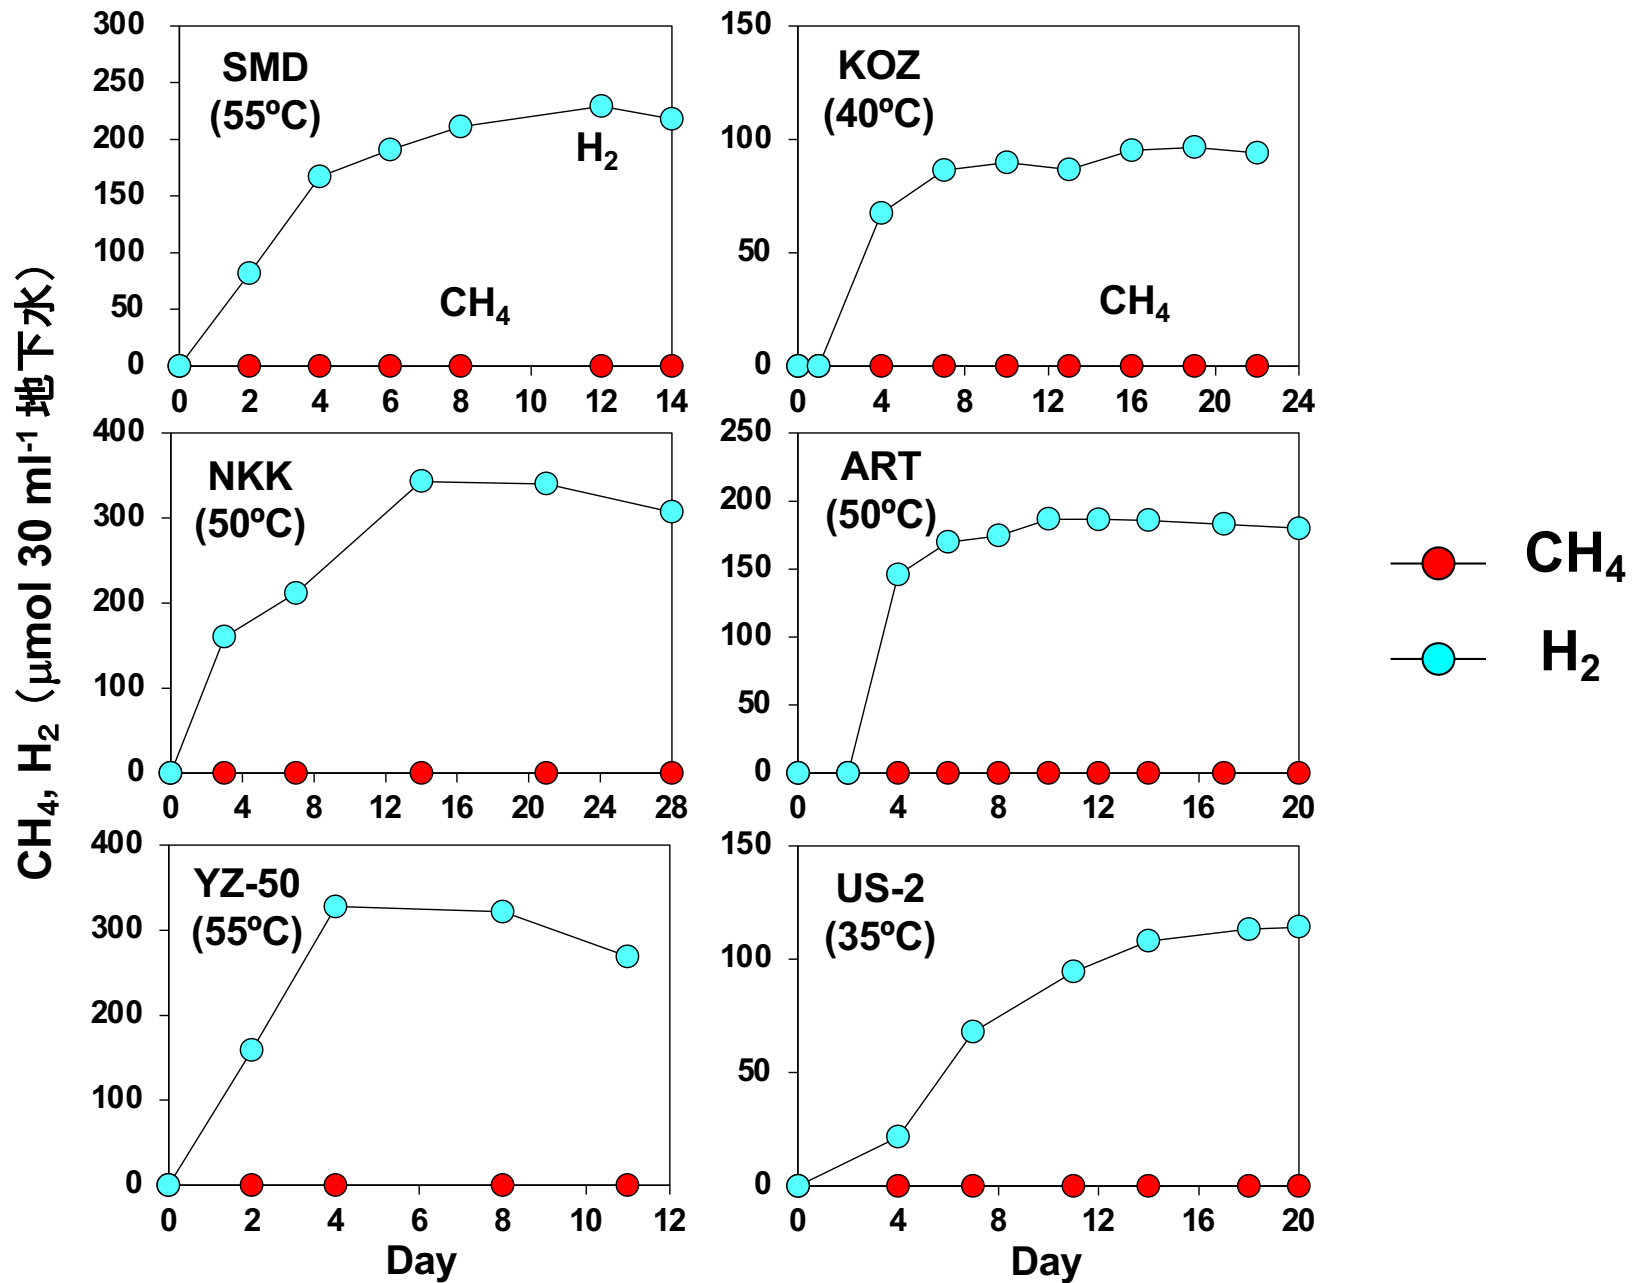 CH₄, H₂ (μmol 30 ml⁻¹ 地下水)
300
250
200
150
100
50
0
SMD
(55ºC)
H₂
CH₄
0 2 4 6 8 10 12 14
150
100
50
0
KOZ
(40ºC)
CH₄
0 4 8 12 16 20 24
400
300
200
100
0
NKK
(50ºC)
0 4 8 12 16 20 24 28
250
200
150
100
50
0
ART
(50ºC)
0 4 8 12 16 20
400
300
200
100
0
YZ-50
(55ºC)
0 2 4 6 8 10 12
Day
150
100
50
0
US-2
(35ºC)
0 4 8 12 16 20
Day
CH₄
H₂